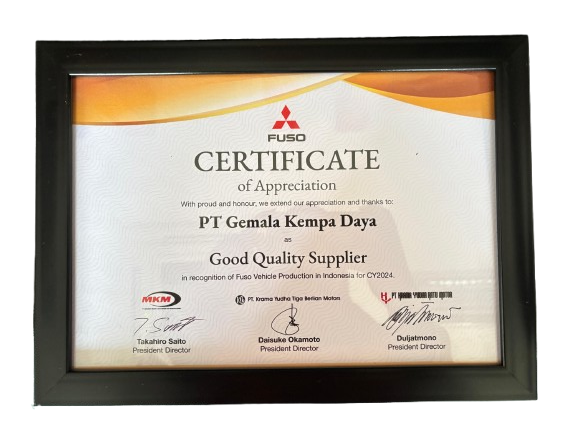 FUSO
CERTIFICATE
of Appreciation
With proud and honour, we extend our appreciation and thanks to:
PT Gemala Kempa Daya
as
Good Quality Supplier
in recognition of Fuso Vehicle Production in Indonesia for CY2024.
MKM
PT. Krama Yudha Tiga Berlian Motors
Takahiro Saito
President Director
Daisuke Okamoto
President Director
Duljatmono
President Director